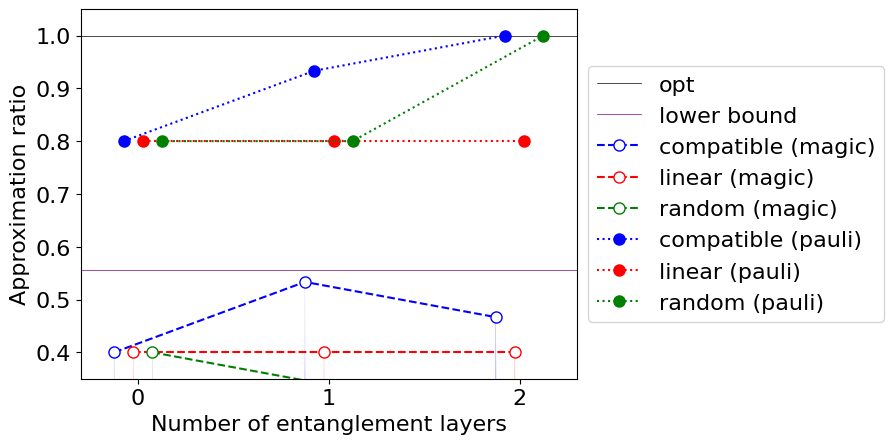 1.0
0.9
0.8
0.7
0.6
0.5
0.4
Approximation ratio
0 1 2
Number of entanglement layers
opt
lower bound
compatible (magic)
linear (magic)
random (magic)
compatible (pauli)
linear (pauli)
random (pauli)